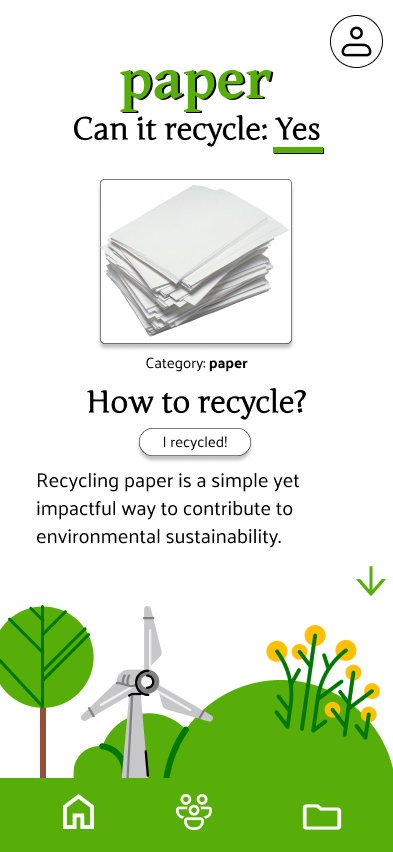 paper
Can it recycle: Yes
Category: paper
How to recycle?
I recycled!
Recycling paper is a simple yet
impactful way to contribute to
environmental sustainability.